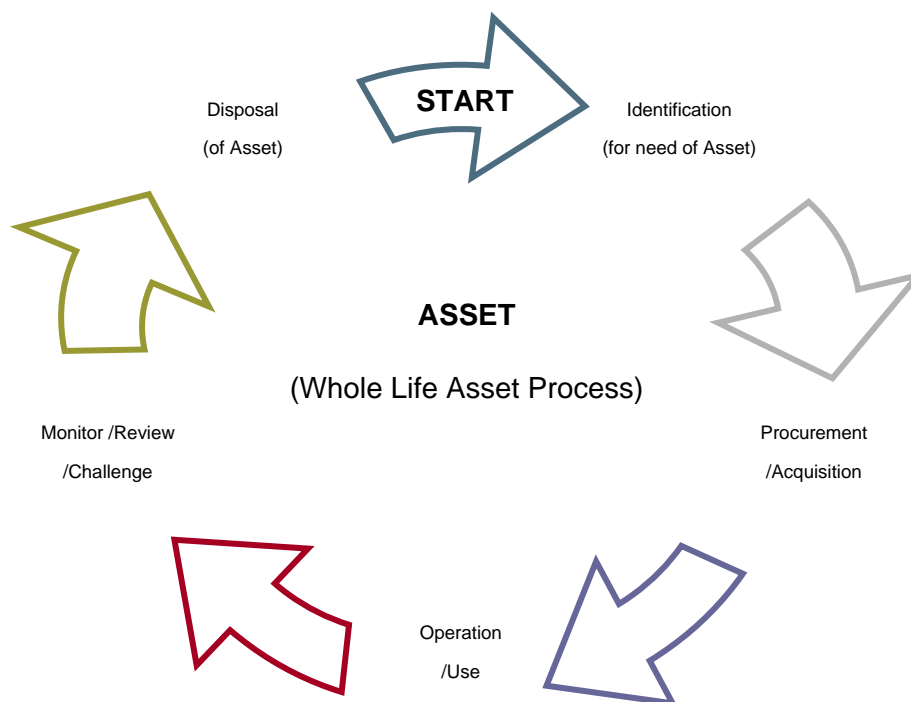 START
Identification
(for need of Asset)
Procurement
/Acquisition
Operation
/Use
Monitor /Review
/Challenge
Disposal
(of Asset)
ASSET
(Whole Life Asset Process)